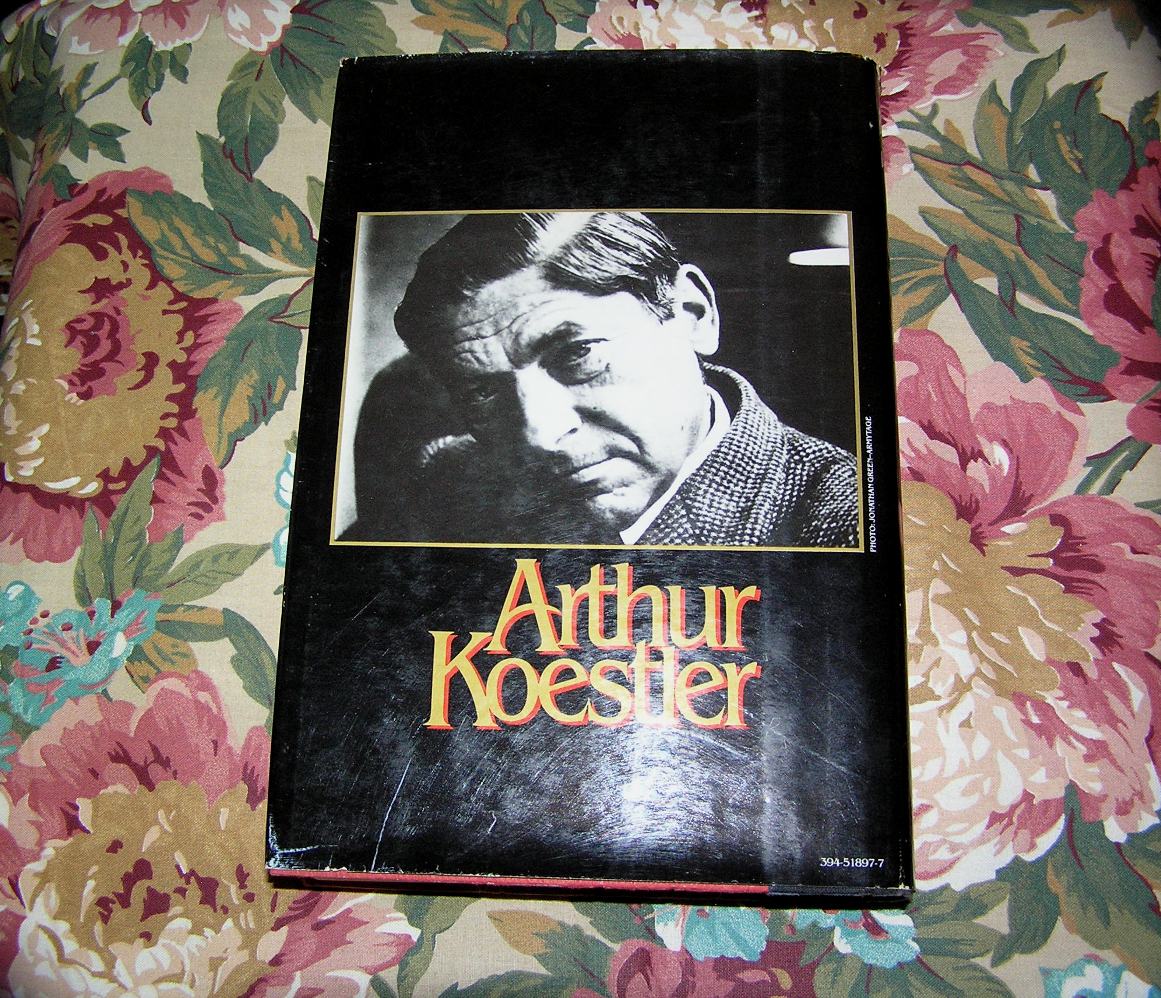 PHOTO: JONATHAN GREEN-ARMYTAGE
Arthur
Koestler
394-51897-7